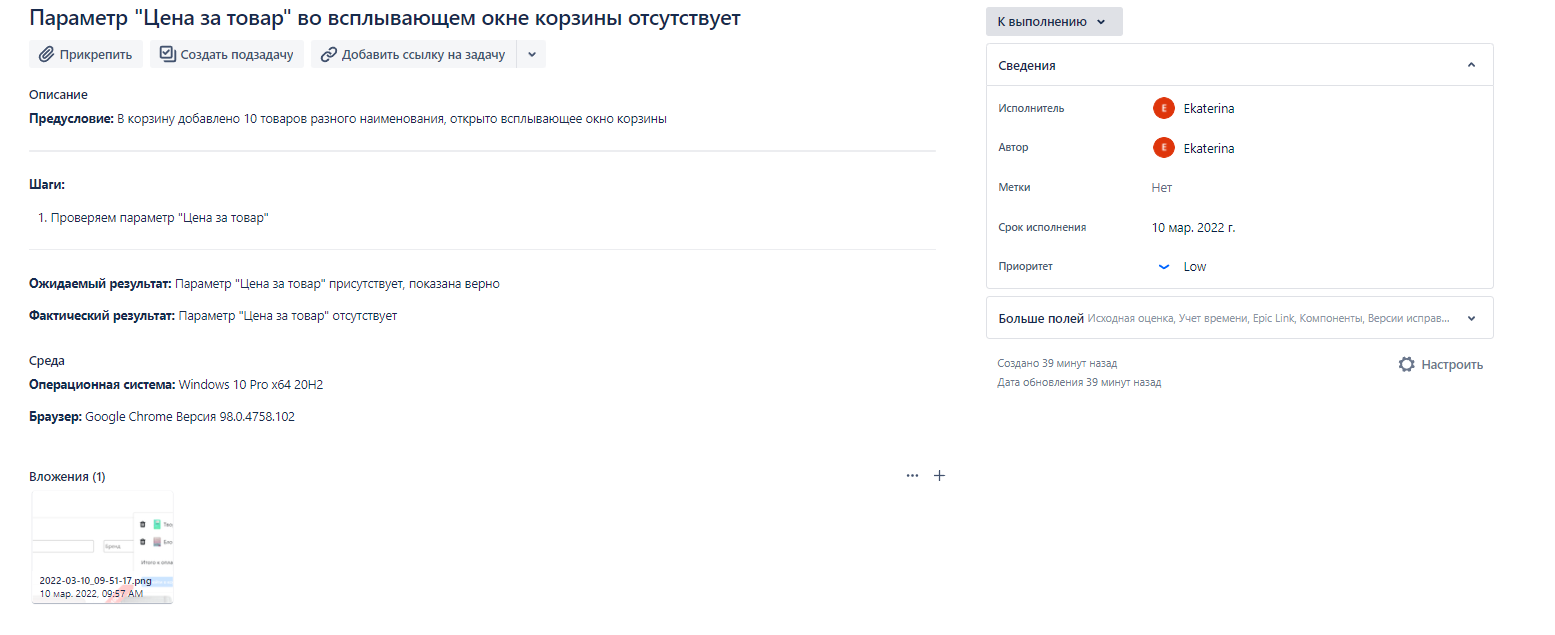 Параметр "Цена за товар" во всплывающем окне корзины отсутствует
Прикрепить
Создать подзадачу
Добавить ссылку на задачу
Описание
Предусловие: В корзину добавлено 10 товаров разного наименования, открыто всплывающее окно корзины
Шаги:
1. Проверяем параметр "Цена за товар"
Ожидаемый результат: Параметр "Цена за товар" присутствует, показана верно
Фактический результат: Параметр "Цена за товар" отсутствует
Среда
Операционная система: Windows 10 Pro x64 20H2
Браузер: Google Chrome Версия 98.0.4758.102
Вложения (1)
Бренд
Итого к опла
2022-03-10_09-51-17.png
10 мар. 2022, 09:57 AM
К выполнению
Сведения
Исполнитель
E Ekaterina
Автор
E Ekaterina
Метки
Нет
Срок исполнения
10 мар. 2022 г.
Приоритет
Low
Больше полей Исходная оценка, Учет времени, Epic Link, Компоненты, Версии исправ...
Создано 39 минут назад
Настроить
Дата обновления 39 минут назад